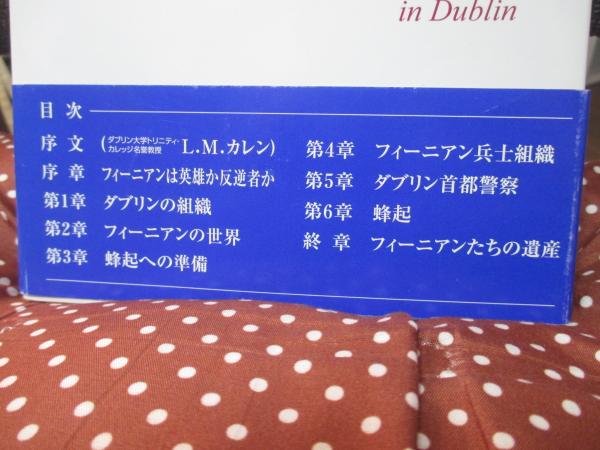 in Dublin
目次
序文 (ダブリン大学トリニティ・カレッジ名誉教授 L.M.カレン)
序章 フィーニアンは英雄か反逆者か
第1章 ダブリンの組織
第2章 フィーニアンの世界
第3章 蜂起への準備
第4章 フィーニアン兵士組織
第5章 ダブリン首都警察
第6章 蜂起
終章 フィーニアンたちの遺産